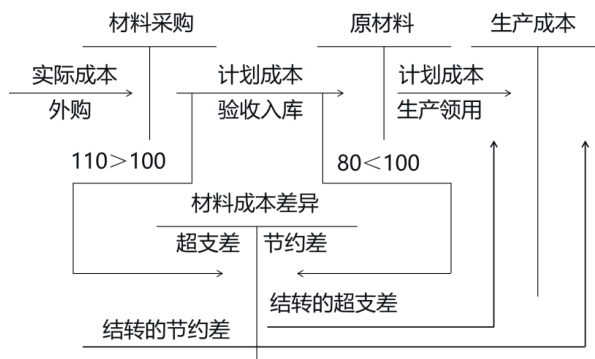 材料采购
原材料
生产成本
实际成本
外购
计划成本
验收入库
计划成本
生产领用
110＞100
80＜100
材料成本差异
超支差
节约差
结转的超支差
结转的节约差